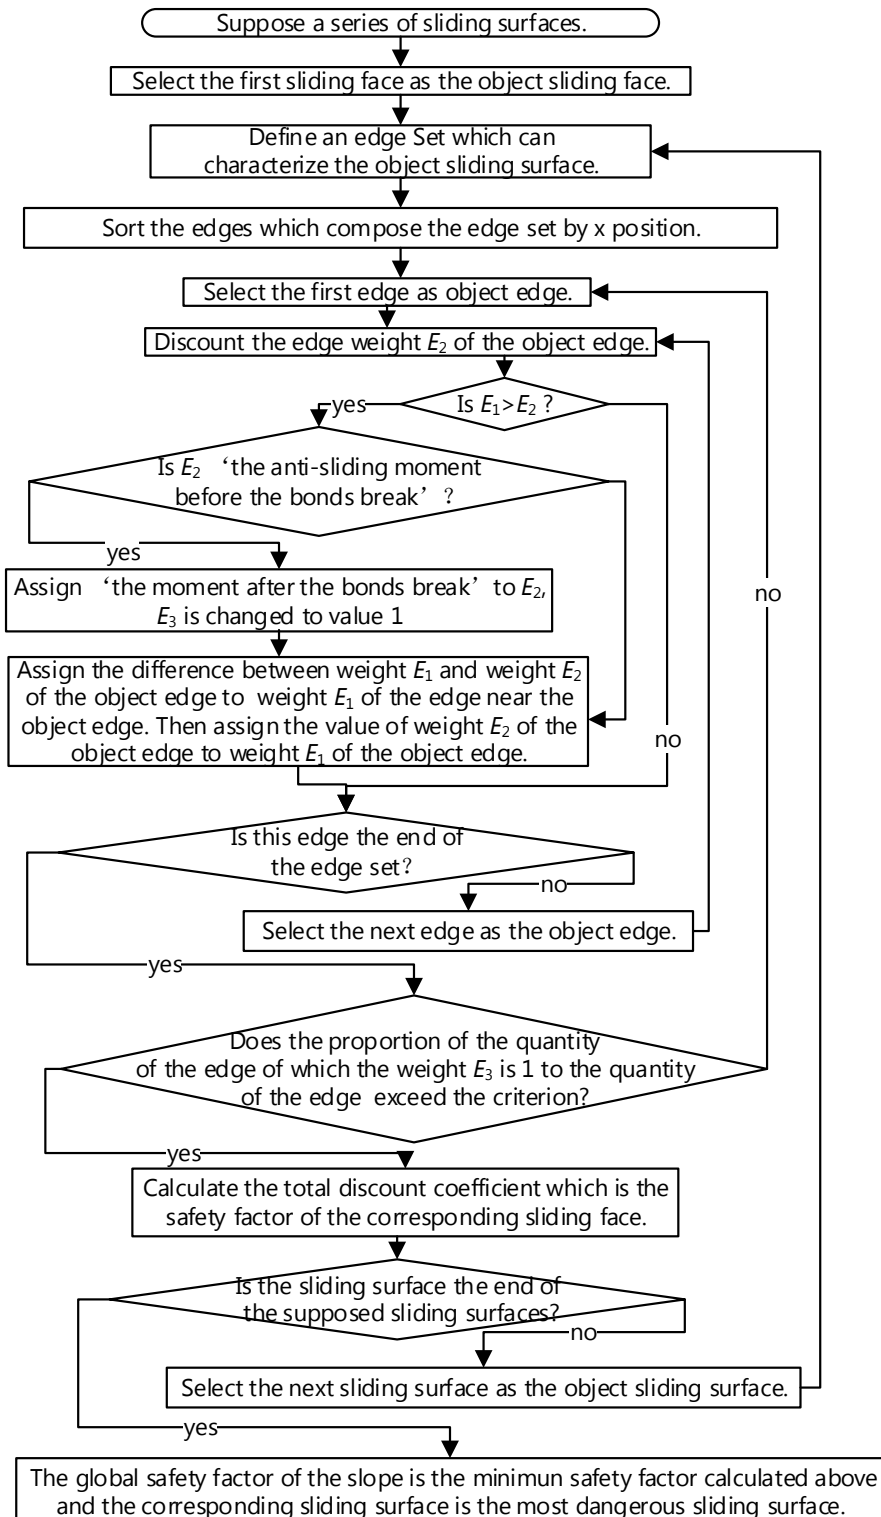 Suppose a series of sliding surfaces.
Select the first sliding face as the object sliding face.
Define an edge Set which can
characterize the object sliding surface.
Sort the edges which compose the edge set by x position.
Select the first edge as object edge.
Discount the edge weight E2 of the object edge.
Is E1>E2 ?
yes
Is E2 ‘the anti-sliding moment
before the bonds break’ ?
yes
Assign ‘the moment after the bonds break’ to E2,
E3 is changed to value 1
no
Assign the difference between weight E1 and weight E2
of the object edge to weight E1 of the edge near the
object edge. Then assign the value of weight E2 of the
object edge to weight E1 of the object edge.
no
Is this edge the end of
the edge set?
no
Select the next edge as the object edge.
yes
Does the proportion of the quantity
of the edge of which the weight E3 is 1 to the quantity
of the edge exceed the criterion?
yes
Calculate the total discount coefficient which is the
safety factor of the corresponding sliding face.
Is the sliding surface the end of
the supposed sliding surfaces?
no
Select the next sliding surface as the object sliding surface.
yes
The global safety factor of the slope is the minimun safety factor calculated above
and the corresponding sliding surface is the most dangerous sliding surface.